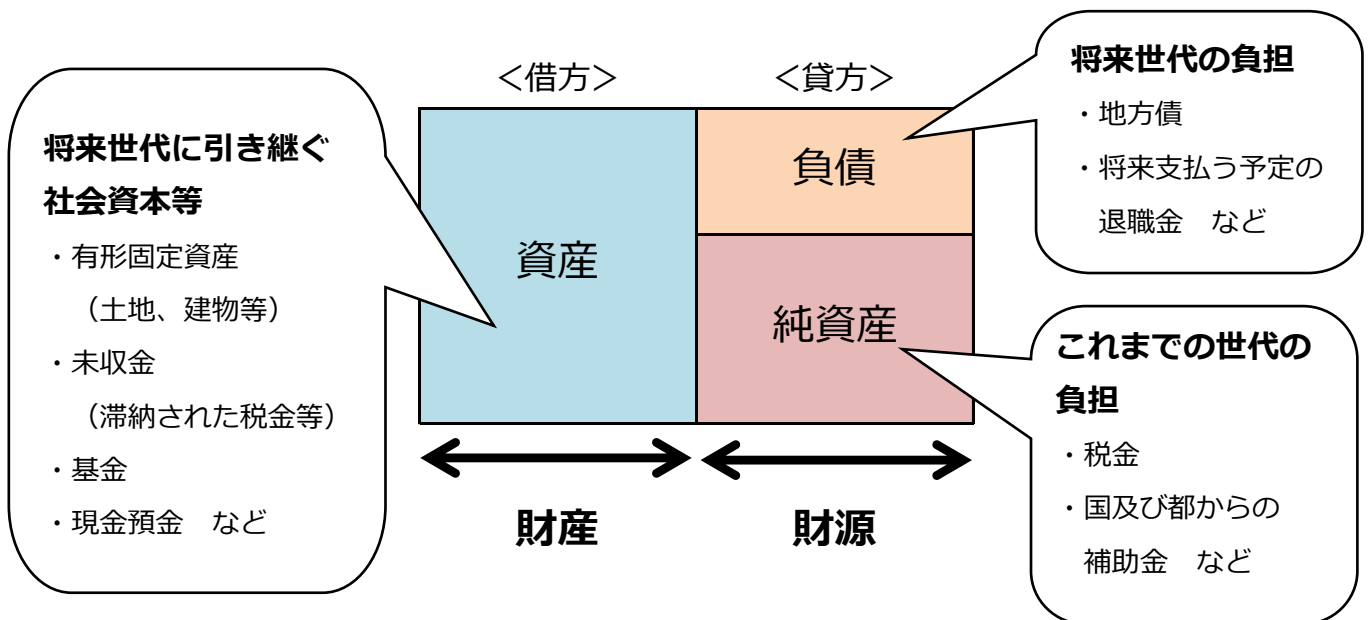 将来世代に引き継ぐ
社会資本等
・有形固定資産
（土地、建物等）
・未収金
（滞納された税金等）
・基金
・現金預金　など
＜借方＞
＜貸方＞
資産
負債
純資産
財産
財源
将来世代の負担
・地方債
・将来支払う予定の
退職金　など
これまでの世代の
負担
・税金
・国及び都からの
補助金　など